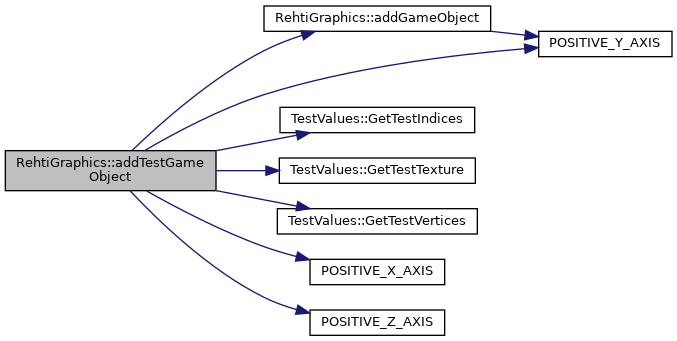 RehtiGraphics::addTestGame
Object
RehtiGraphics::addGameObject
POSITIVE_Y_AXIS
TestValues::GetTestIndices
TestValues::GetTestTexture
TestValues::GetTestVertices
POSITIVE_X_AXIS
POSITIVE_Z_AXIS